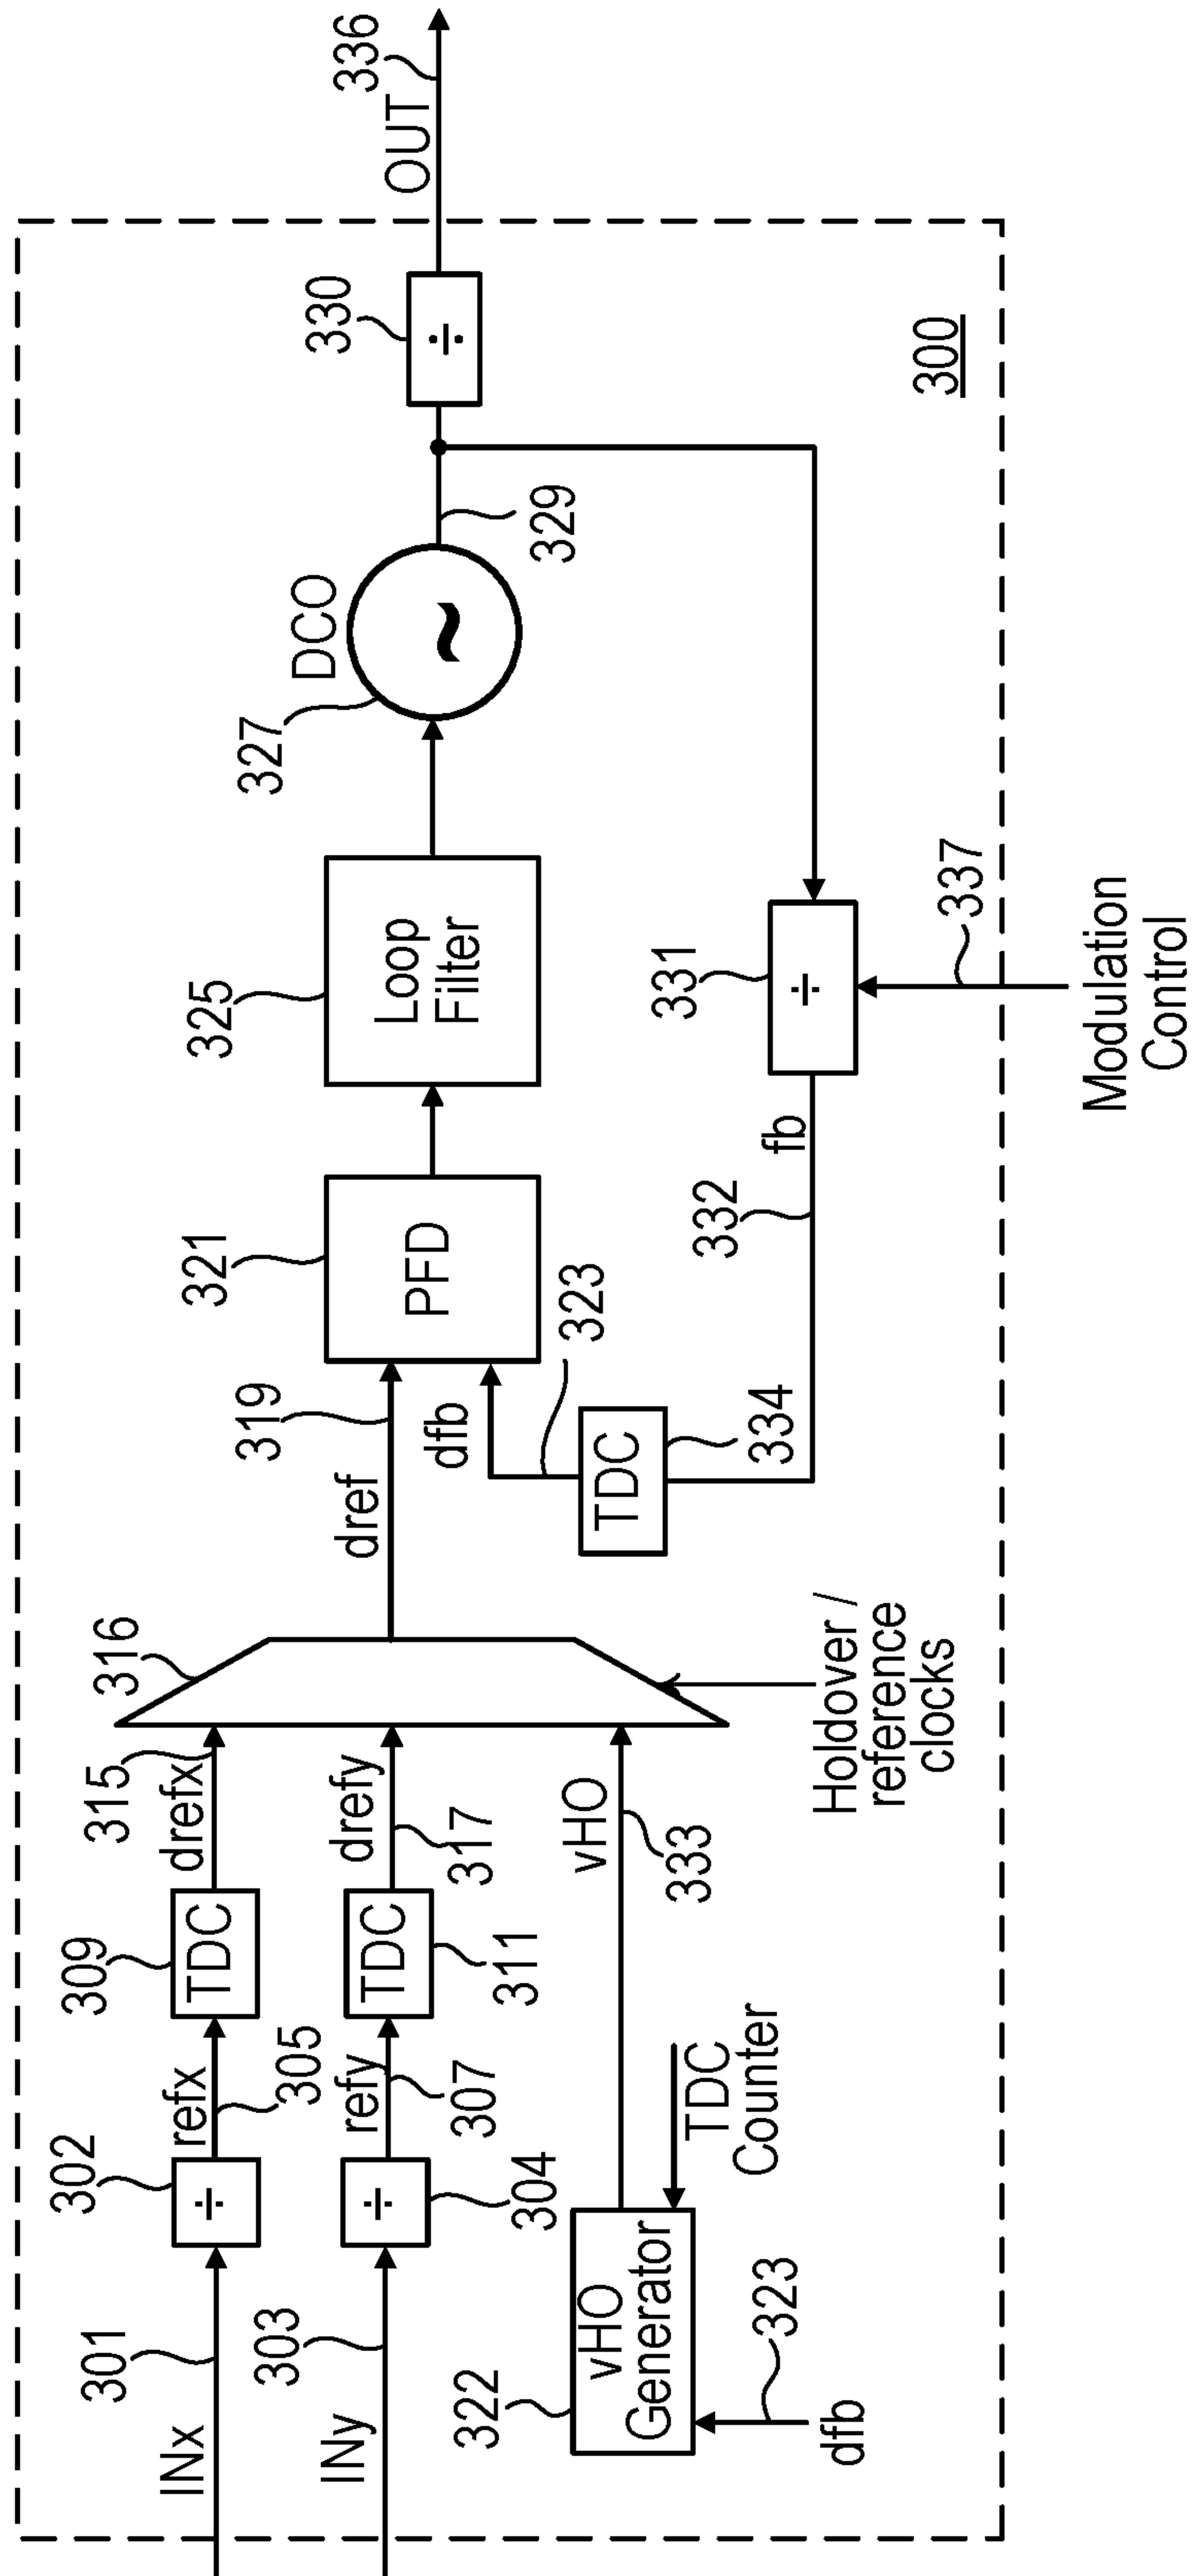 INx
301
302
÷
refx
305
309
TDC
drefx
315
316
INy
303
304
÷
refy
307
311
TDC
drefy
317
322
vHO
Generator
dfb
323
TDC
Counter
vHO
333
Holdover /
reference
clocks
dref
319
dfb
323
TDC
334
321
PFD
325
Loop
Filter
327
DCO
~
329
330
÷
OUT
336
331
÷
fb
332
337
Modulation
Control
300